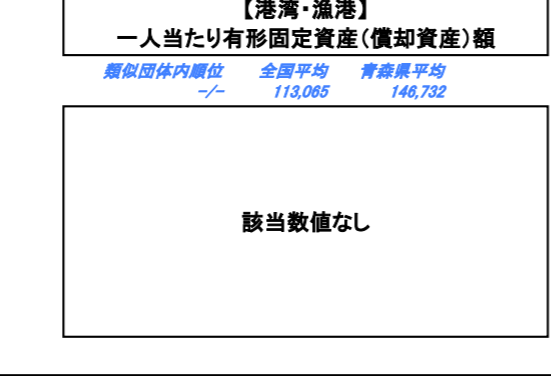 【港湾・漁港】
一人当たり有形固定資産(償却資産)額
類似団体内順位 全国平均 青森県平均
-/- 113,065 146,732
該当数値なし